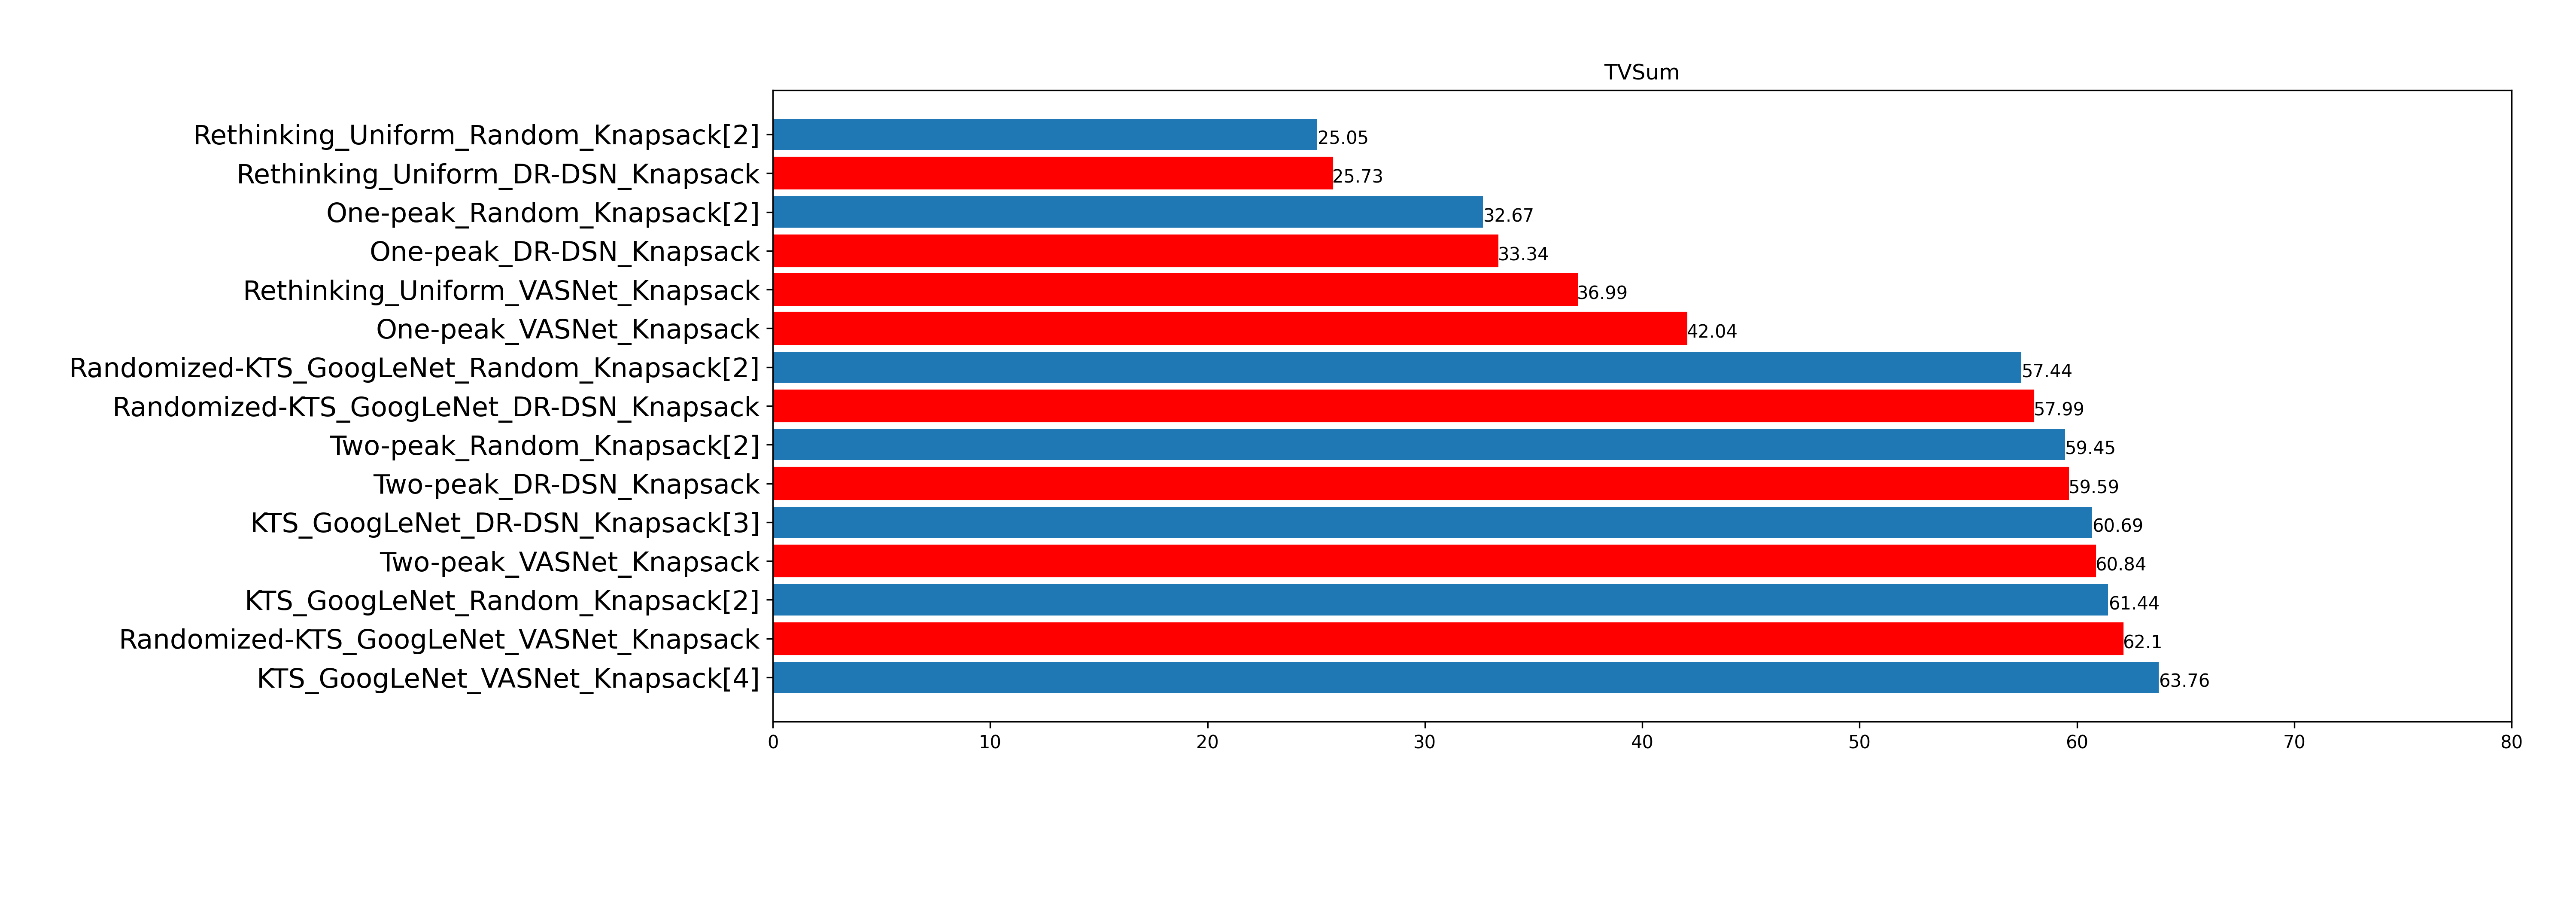 TVSum
Rethinking_Uniform_Random_Knapsack[2] 25.05
Rethinking_Uniform_DR-DSN_Knapsack 25.73
One-peak_Random_Knapsack[2] 32.67
One-peak_DR-DSN_Knapsack 33.34
Rethinking_Uniform_VASNet_Knapsack 36.99
One-peak_VASNet_Knapsack 42.04
Randomized-KTS_GoogLeNet_Random_Knapsack[2] 57.44
Randomized-KTS_GoogLeNet_DR-DSN_Knapsack 57.99
Two-peak_Random_Knapsack[2] 59.45
Two-peak_DR-DSN_Knapsack 59.59
KTS_GoogLeNet_DR-DSN_Knapsack[3] 60.69
Two-peak_VASNet_Knapsack 60.84
KTS_GoogLeNet_Random_Knapsack[2] 61.44
Randomized-KTS_GoogLeNet_VASNet_Knapsack 62.1
KTS_GoogLeNet_VASNet_Knapsack[4] 63.76
0 10 20 30 40 50 60 70 80